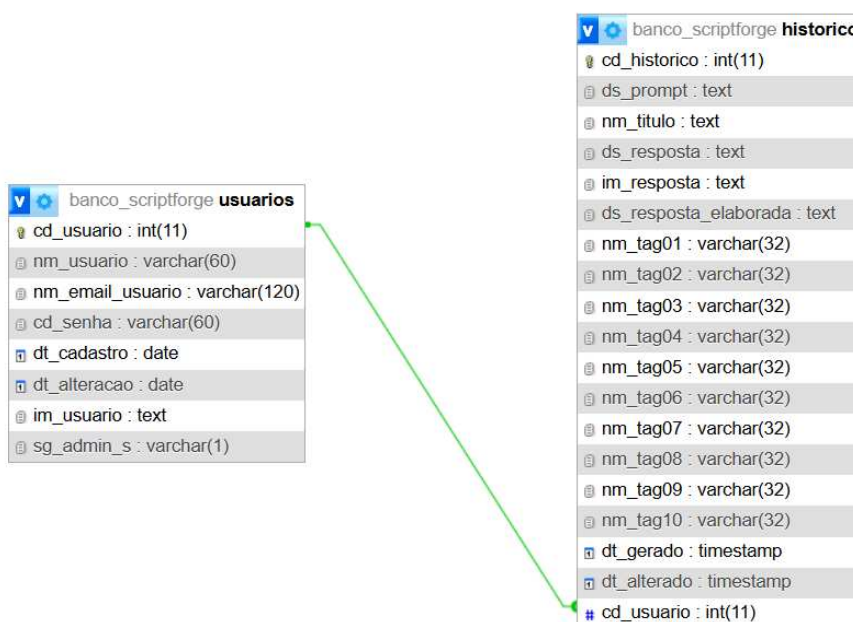 banco_scriptforge usuarios
cd_usuario : int(11)
nm_usuario : varchar(60)
nm_email_usuario : varchar(120)
cd_senha : varchar(60)
dt_cadastro : date
dt_alteracao : date
im_usuario : text
sg_admin_s : varchar(1)
banco_scriptforge historico
cd_historico : int(11)
ds_prompt : text
nm_titulo : text
ds_resposta : text
im_resposta : text
ds_resposta_elaborada : text
nm_tag01 : varchar(32)
nm_tag02 : varchar(32)
nm_tag03 : varchar(32)
nm_tag04 : varchar(32)
nm_tag05 : varchar(32)
nm_tag06 : varchar(32)
nm_tag07 : varchar(32)
nm_tag08 : varchar(32)
nm_tag09 : varchar(32)
nm_tag10 : varchar(32)
dt_gerado : timestamp
dt_alterado : timestamp
# cd_usuario : int(11)